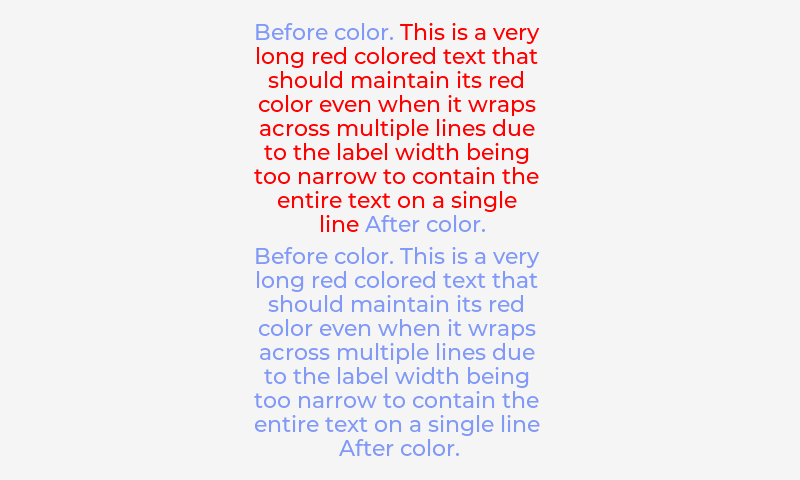 Before color. This is a very
long red colored text that
should maintain its red
color even when it wraps
across multiple lines due
to the label width being
too narrow to contain the
entire text on a single
line After color.
Before color. This is a very
long red colored text that
should maintain its red
color even when it wraps
across multiple lines due
to the label width being
too narrow to contain the
entire text on a single line
After color.